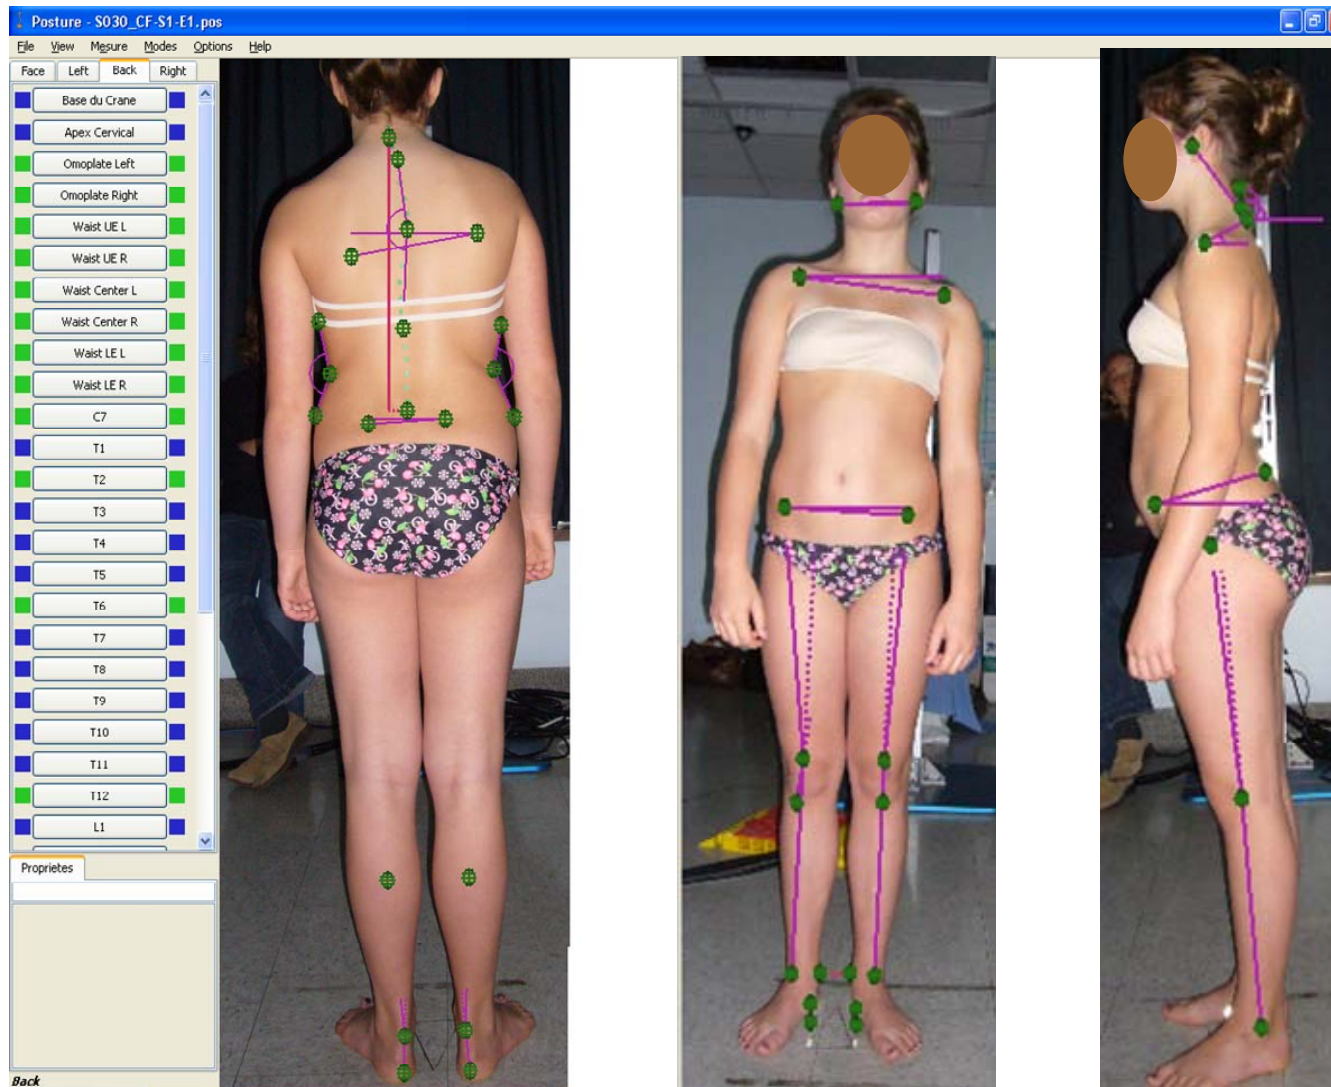 Posture - S030_CF-S1-E1.pos
File View Mesure Modes Options Help
Face Left Back Right
Base du Crane
Apex Cervical
Omoplate Left
Omoplate Right
Waist UE L
Waist UE R
Waist Center L
Waist Center R
Waist LE L
Waist LE R
C7
T1
T2
T3
T4
T5
T6
T7
T8
T9
T10
T11
T12
L1
Proprietes
Back